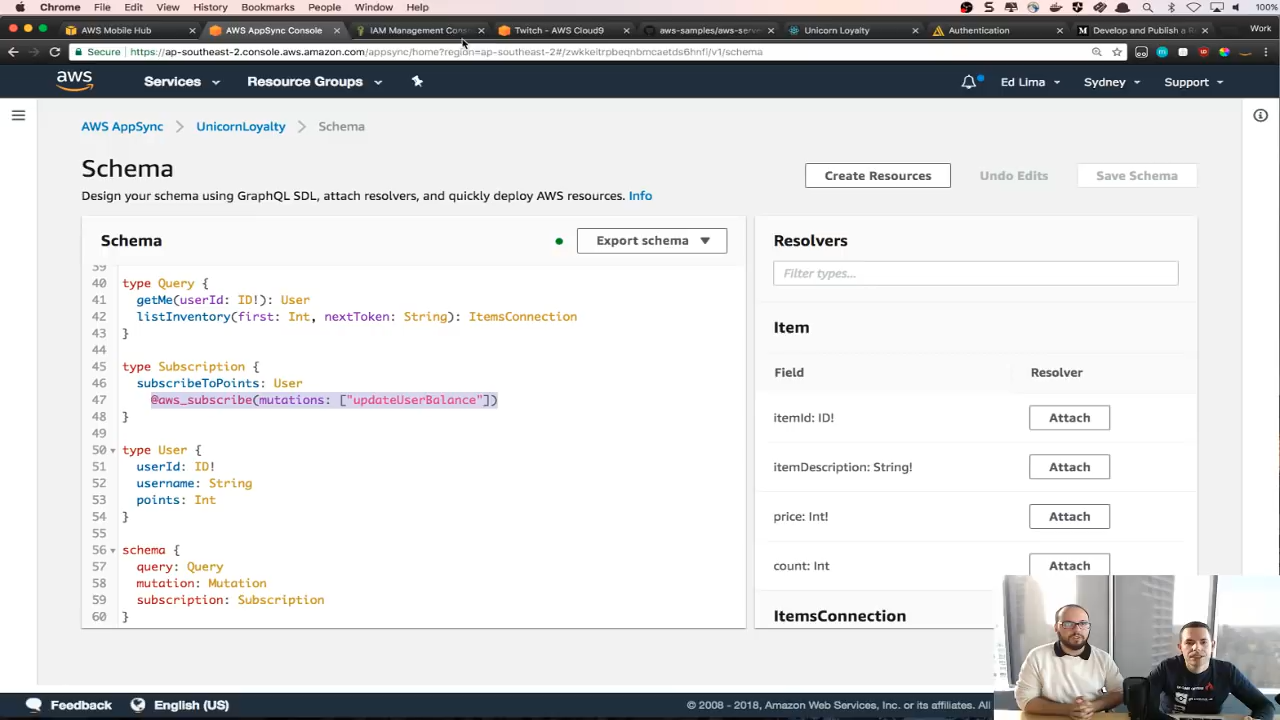 Chrome File Edit View History Bookmarks People Window Help 100%
AWS Mobile Hub AWS AppSync Console IAM Management Con Twitch - AWS Cloud9 aws-samples/aws-serve Unicorn Loyalty Authentication Develop and Publish a R Work
Secure https://ap-southeast-2.console.aws.amazon.com/appsync/home?region=ap-southeast-2#/zwkkeitrpbeqnbmcaetds6hnfi/v1/schema
aws Services Resource Groups Ed Lima Sydney Support
AWS AppSync > UnicornLoyalty > Schema
Schema
Create Resources Undo Edits Save Schema
Design your schema using GraphQL SDL, attach resolvers, and quickly deploy AWS resources. Info
Schema
Export schema
39
40 type Query {
41 getMe(userId: ID!): User
42 listInventory(first: Int, nextToken: String): ItemsConnection
43 }
44
45 type Subscription {
46 subscribeToPoints: User
47 @aws_subscribe(mutations: ["updateUserBalance"])
48 }
49
50 type User {
51 userId: ID!
52 username: String
53 points: Int
54 }
55
56 schema {
57 query: Query
58 mutation: Mutation
59 subscription: Subscription
60 }
Resolvers
Filter types...
Item
Field Resolver
itemId: ID! Attach
itemDescription: String! Attach
price: Int! Attach
count: Int Attach
ItemsConnection
Feedback English (US) © 2008 - 2018, Amazon Web Services, Inc. or its affiliates. All